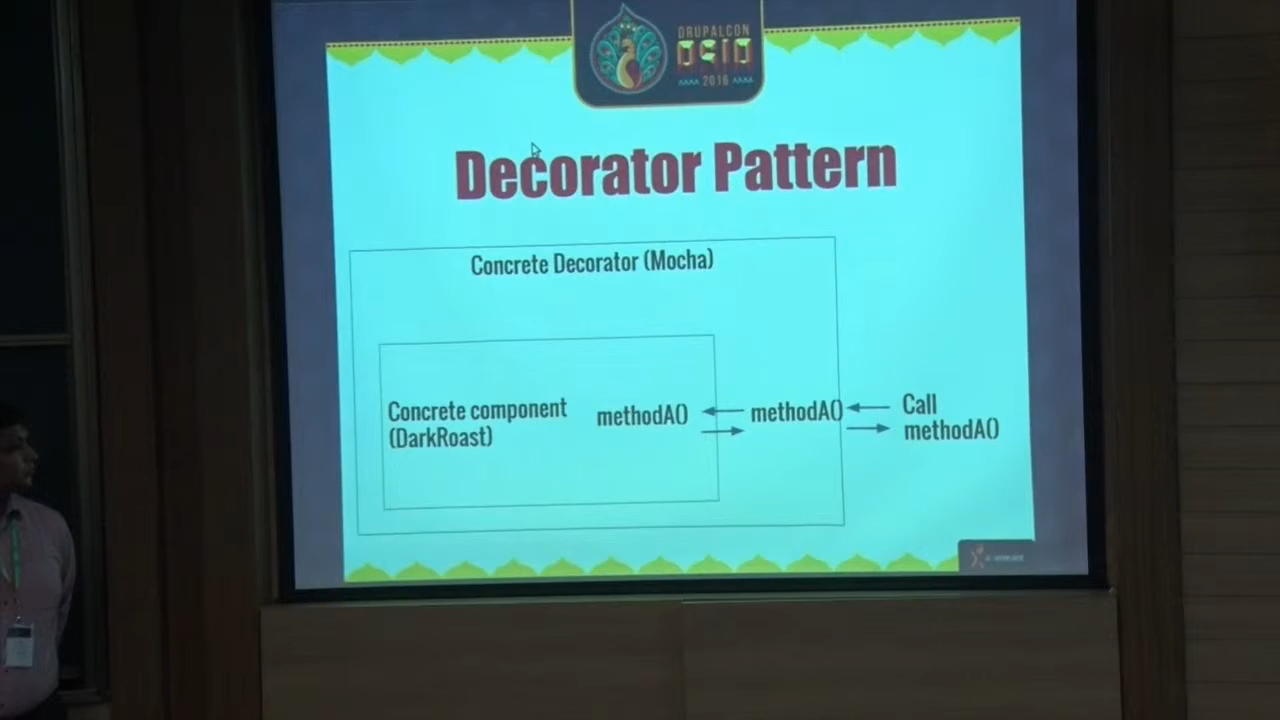 DRUPALCON
2016
Decorator Pattern
Concrete Decorator (Mocha)
Concrete component
(DarkRoast)
methodA()
methodA()
Call
methodA()